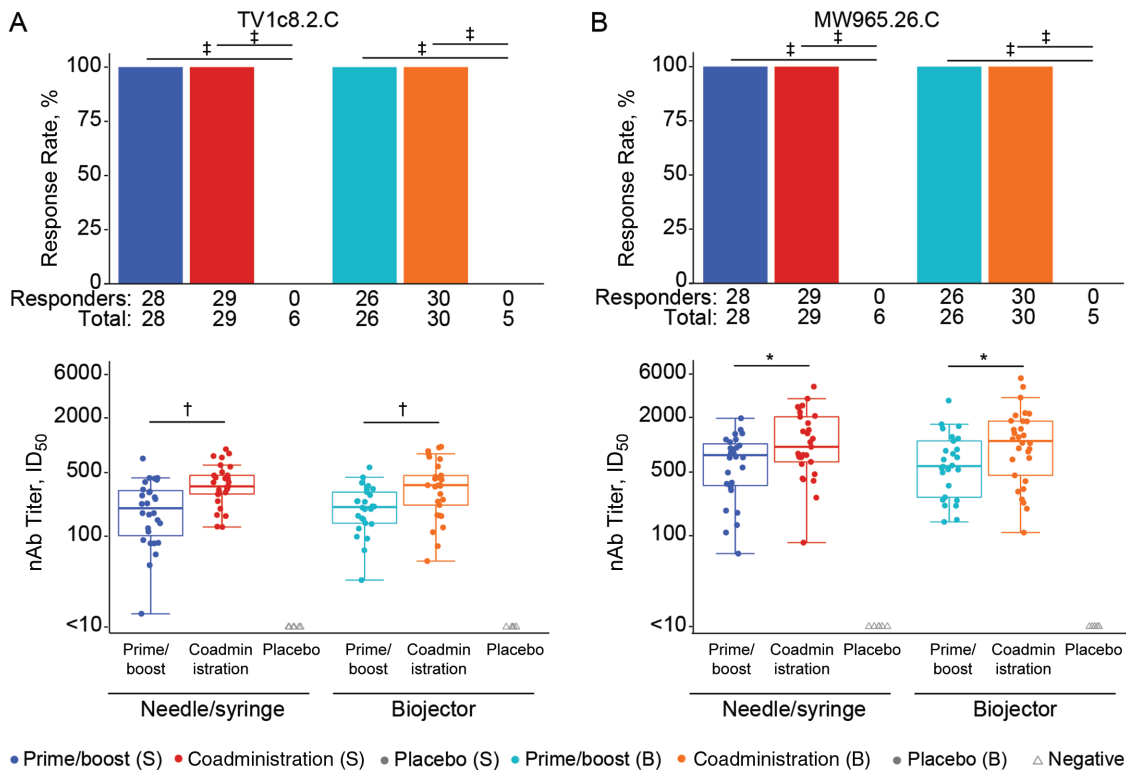 A
TV1c8.2.C
‡
‡
‡
‡
Response Rate, %
100
75
50
25
0
Responders: 28 29 0 26 30 0
Total: 28 29 6 26 30 5
nAb Titer, ID50
6000
2000
500
100
<10
†
†
Prime/ Coadmin Placebo Prime/ Coadmin Placebo
boost istration boost istration
Needle/syringe Biojector
B
MW965.26.C
‡
‡
‡
‡
Response Rate, %
100
75
50
25
0
Responders: 28 29 0 26 30 0
Total: 28 29 6 26 30 5
nAb Titer, ID50
6000
2000
500
100
<10
*
*
Prime/ Coadmin Placebo Prime/ Coadmin Placebo
boost istration boost istration
Needle/syringe Biojector
Prime/boost (S) Coadministration (S) Placebo (S) Prime/boost (B) Coadministration (B) Placebo (B) Negative